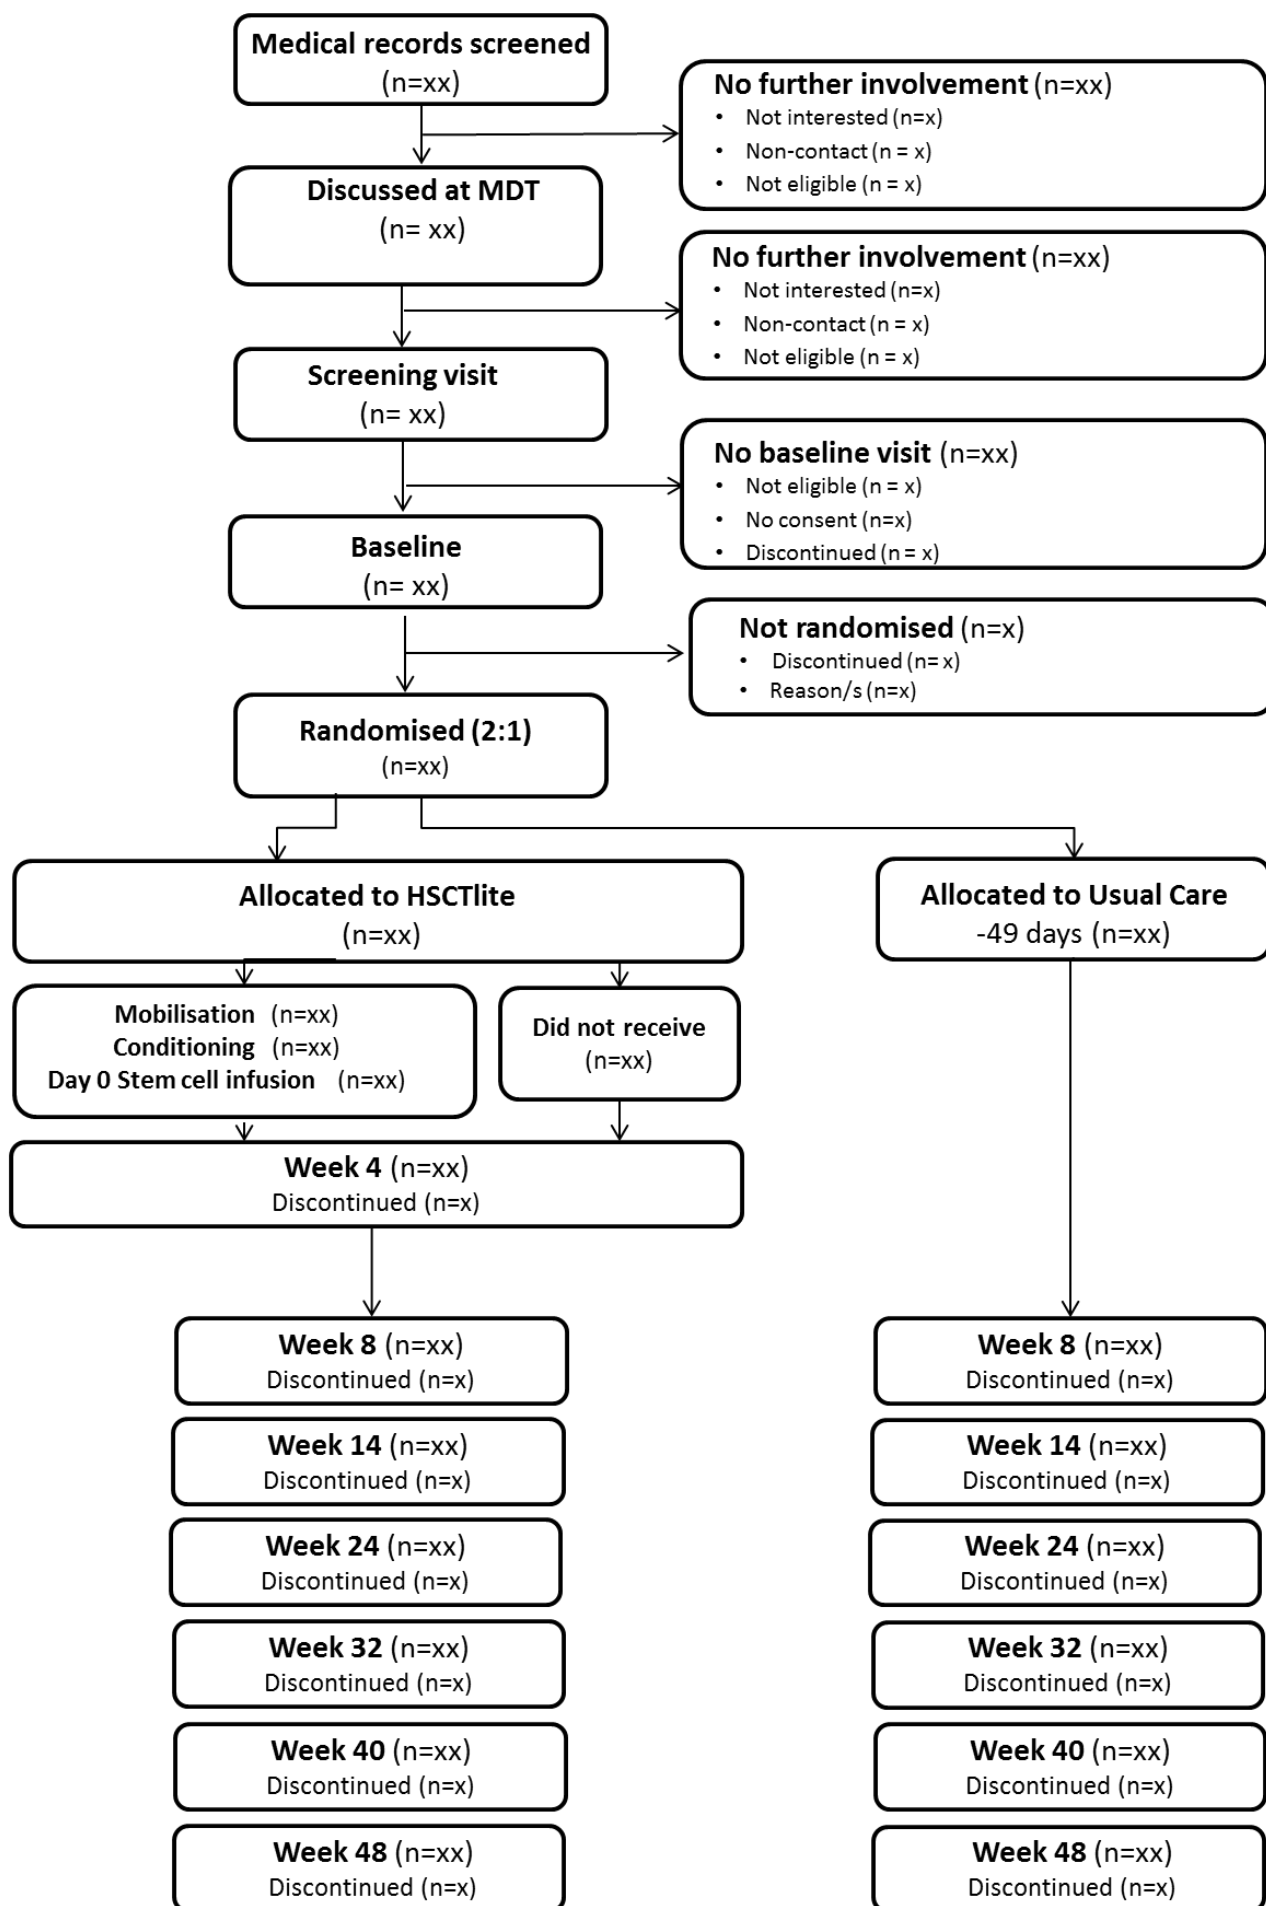 Medical records screened
(n=xx)
No further involvement (n=xx)
• Not interested (n=x)
• Non-contact (n = x)
• Not eligible (n = x)
Discussed at MDT
(n= xx)
No further involvement (n=xx)
• Not interested (n=x)
• Non-contact (n = x)
• Not eligible (n = x)
Screening visit
(n= xx)
No baseline visit (n=xx)
• Not eligible (n = x)
• No consent (n=x)
• Discontinued (n = x)
Baseline
(n= xx)
Not randomised (n=x)
• Discontinued (n= x)
• Reason/s (n=x)
Randomised (2:1)
(n=xx)
Allocated to HSCTlite
(n=xx)
Allocated to Usual Care
-49 days (n=xx)
Mobilisation (n=xx)
Conditioning (n=xx)
Day 0 Stem cell infusion (n=xx)
Did not receive
(n=xx)
Week 4 (n=xx)
Discontinued (n=x)
Week 8 (n=xx)
Discontinued (n=x)
Week 8 (n=xx)
Discontinued (n=x)
Week 14 (n=xx)
Discontinued (n=x)
Week 14 (n=xx)
Discontinued (n=x)
Week 24 (n=xx)
Discontinued (n=x)
Week 24 (n=xx)
Discontinued (n=x)
Week 32 (n=xx)
Discontinued (n=x)
Week 32 (n=xx)
Discontinued (n=x)
Week 40 (n=xx)
Discontinued (n=x)
Week 40 (n=xx)
Discontinued (n=x)
Week 48 (n=xx)
Discontinued (n=x)
Week 48 (n=xx)
Discontinued (n=x)